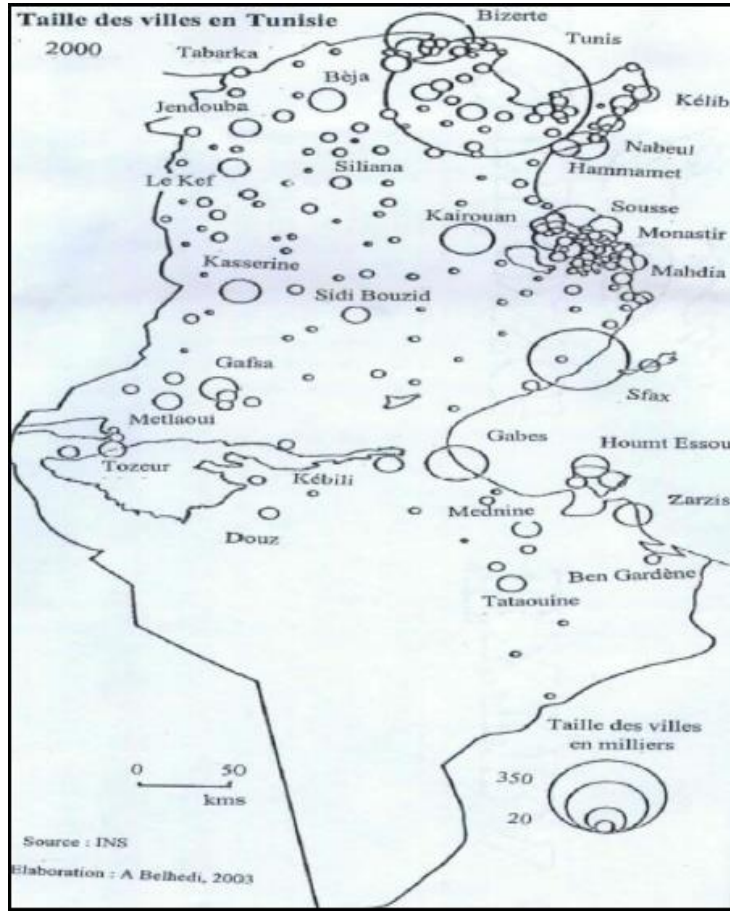 Taille des villes en Tunisie
2000
Bizerte
Tunis
Tabarka
Bèja
Jendouba
Kélib
Nabeul
Hammamet
Siliana
Le Kef
Sousse
Kairouan
Monastir
Kasserine
Mahdia
Sidi Bouzid
Gafsa
Sfax
Metlaoui
Gabes
Houmt Essou
Tozeur
Kébili
Zarzis
Mednine
Douz
Ben Gardène
Tataouine
Taille des villes
en milliers
350
20
0 50
kms
Source : INS
Elaboration : A Belhedi, 2003